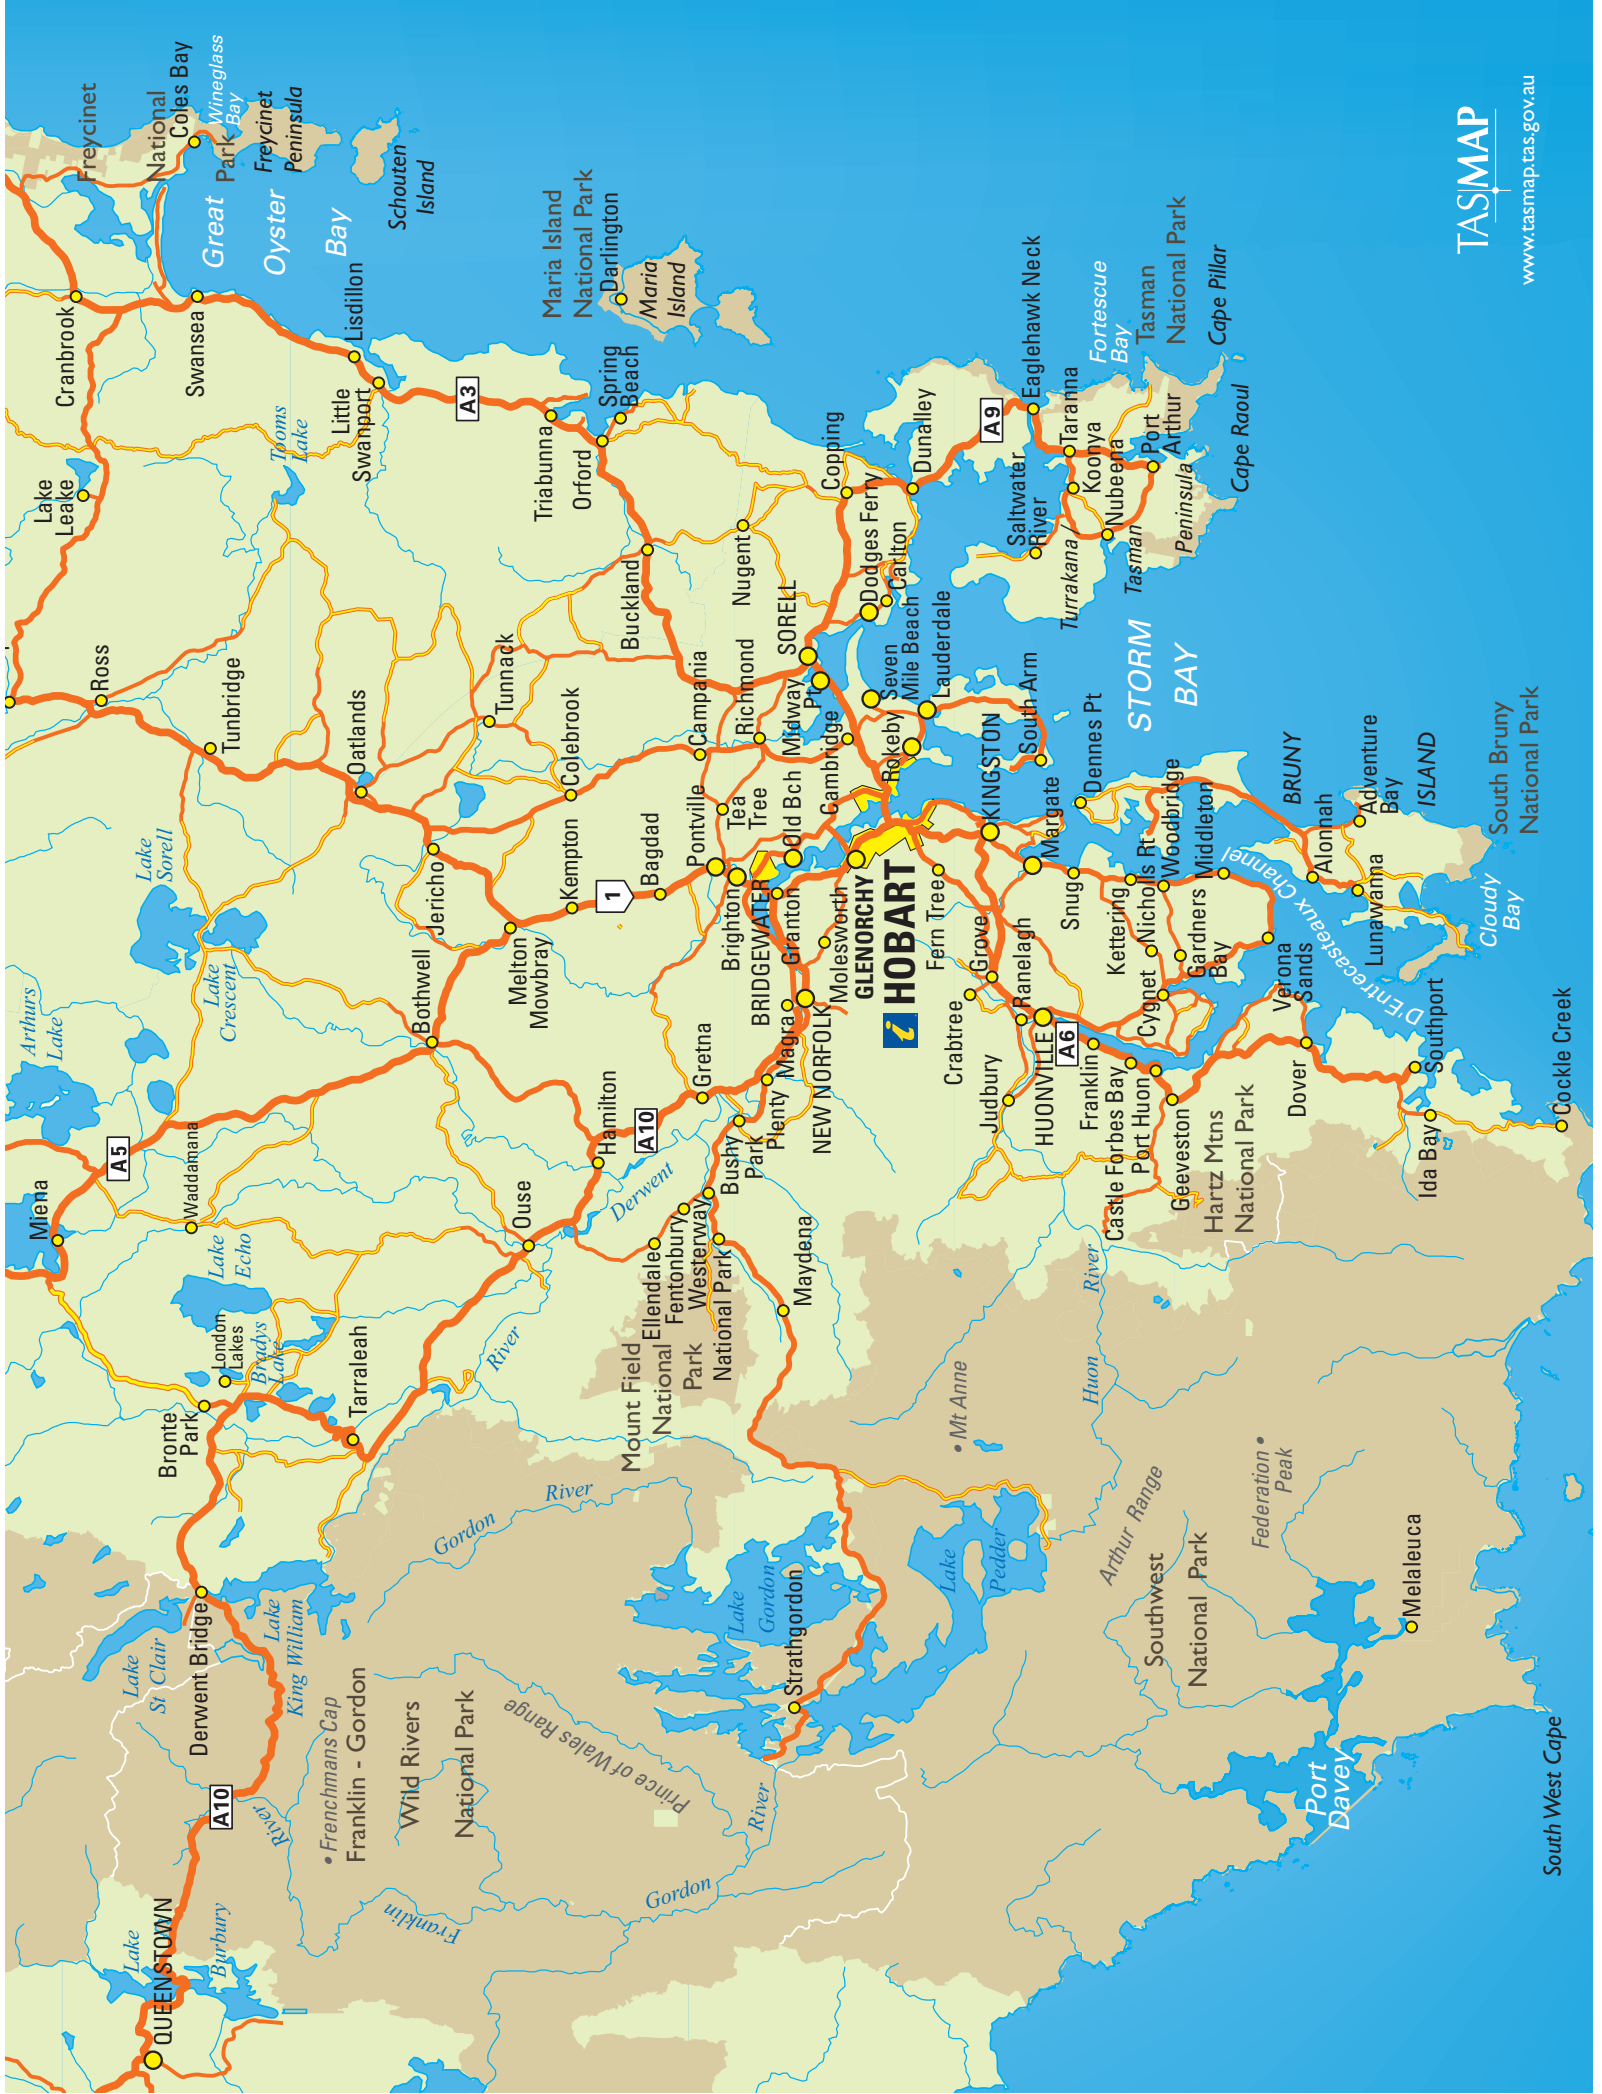 QUEENSTOWN
Lake
Burbury
A10
River
Franklin
Gordon
River
• Frenchmans Cap
Franklin - Gordon
Wild Rivers
National Park
Prince of Wales Range
Derwent Bridge
Lake
St Clair
Lake
King William
Gordon
River
Strathgordon
Lake
Gordon
Lake
Pedder
• Mt Anne
Huon
River
Arthur Range
Federation •
Peak
Southwest
National Park
Melaleuca
Port
Davey
South West Cape
Bronte
Park
London
Lakes
Bradys
Lake
Tarraleah
Lake
Echo
Waddamana
Miena
A5
Arthurs
Lake
Lake
Sorell
Lake
Crescent
River
Derwent
Ouse
Hamilton
A10
Bothwell
Mount Field
National
Park
Ellendale
Fentonbury
Westerway
National Park
Maydena
Bushy
Park
Plenty
Gretna
Magra
NEW NORFOLK
Molesworth
Granton
BRIDGEWATER
Brighton
Pontville
Bagdad
1
Kempton
Melton
Mowbray
Jericho
Oatlands
Tunbridge
Ross
Tunnack
Colebrook
Campania
Richmond
Tea
Tree
Old Bch
Midway
Pt
Cambridge
GLENORCHY
HOBART
i
Rokeby
Seven
Mile Beach
Lauderdale
South Arm
KINGSTON
Fern Tree
Margate
Snug
Kettering
Nicholls Rt
Woodbridge
Middleton
Gardners
Bay
Cygnet
Verona
Sands
Grove
Ranelagh
Crabtree
Judbury
HUONVILLE
A6
Franklin
Castle Forbes Bay
Port Huon
Geeveston
Hartz Mtns
National Park
Huon
River
Dover
Southport
Ida Bay
Cockle Creek
D'Entrecasteaux Channel
Dennes Pt
BRUNY
ISLAND
Alonnah
Adventure
Bay
Lunawanna
Cloudy
Bay
South Bruny
National Park
STORM
BAY
Cranbrook
Lake
Leake
Swansea
Tooms
Lake
Lisdillon
Little
Swanport
A3
Triabunna
Orford
Spring
Beach
Buckland
Nugent
SORELL
Copping
Dodges Ferry
Carlton
Dunalley
A9
Eaglehawk Neck
Taranna
Koonya
Nubeena
Saltwater
River
Port
Arthur
Turrakana /
Tasman
Peninsula
Fortescue
Bay
Tasman
National Park
Cape Pillar
Cape Raoul
Freycinet
National
Park
Coles Bay
Wineglass
Bay
Freycinet
Peninsula
Great
Oyster
Bay
Schouten
Island
Maria Island
National Park
Darlington
Maria
Island
TASMAP
www.tasmap.tas.gov.au